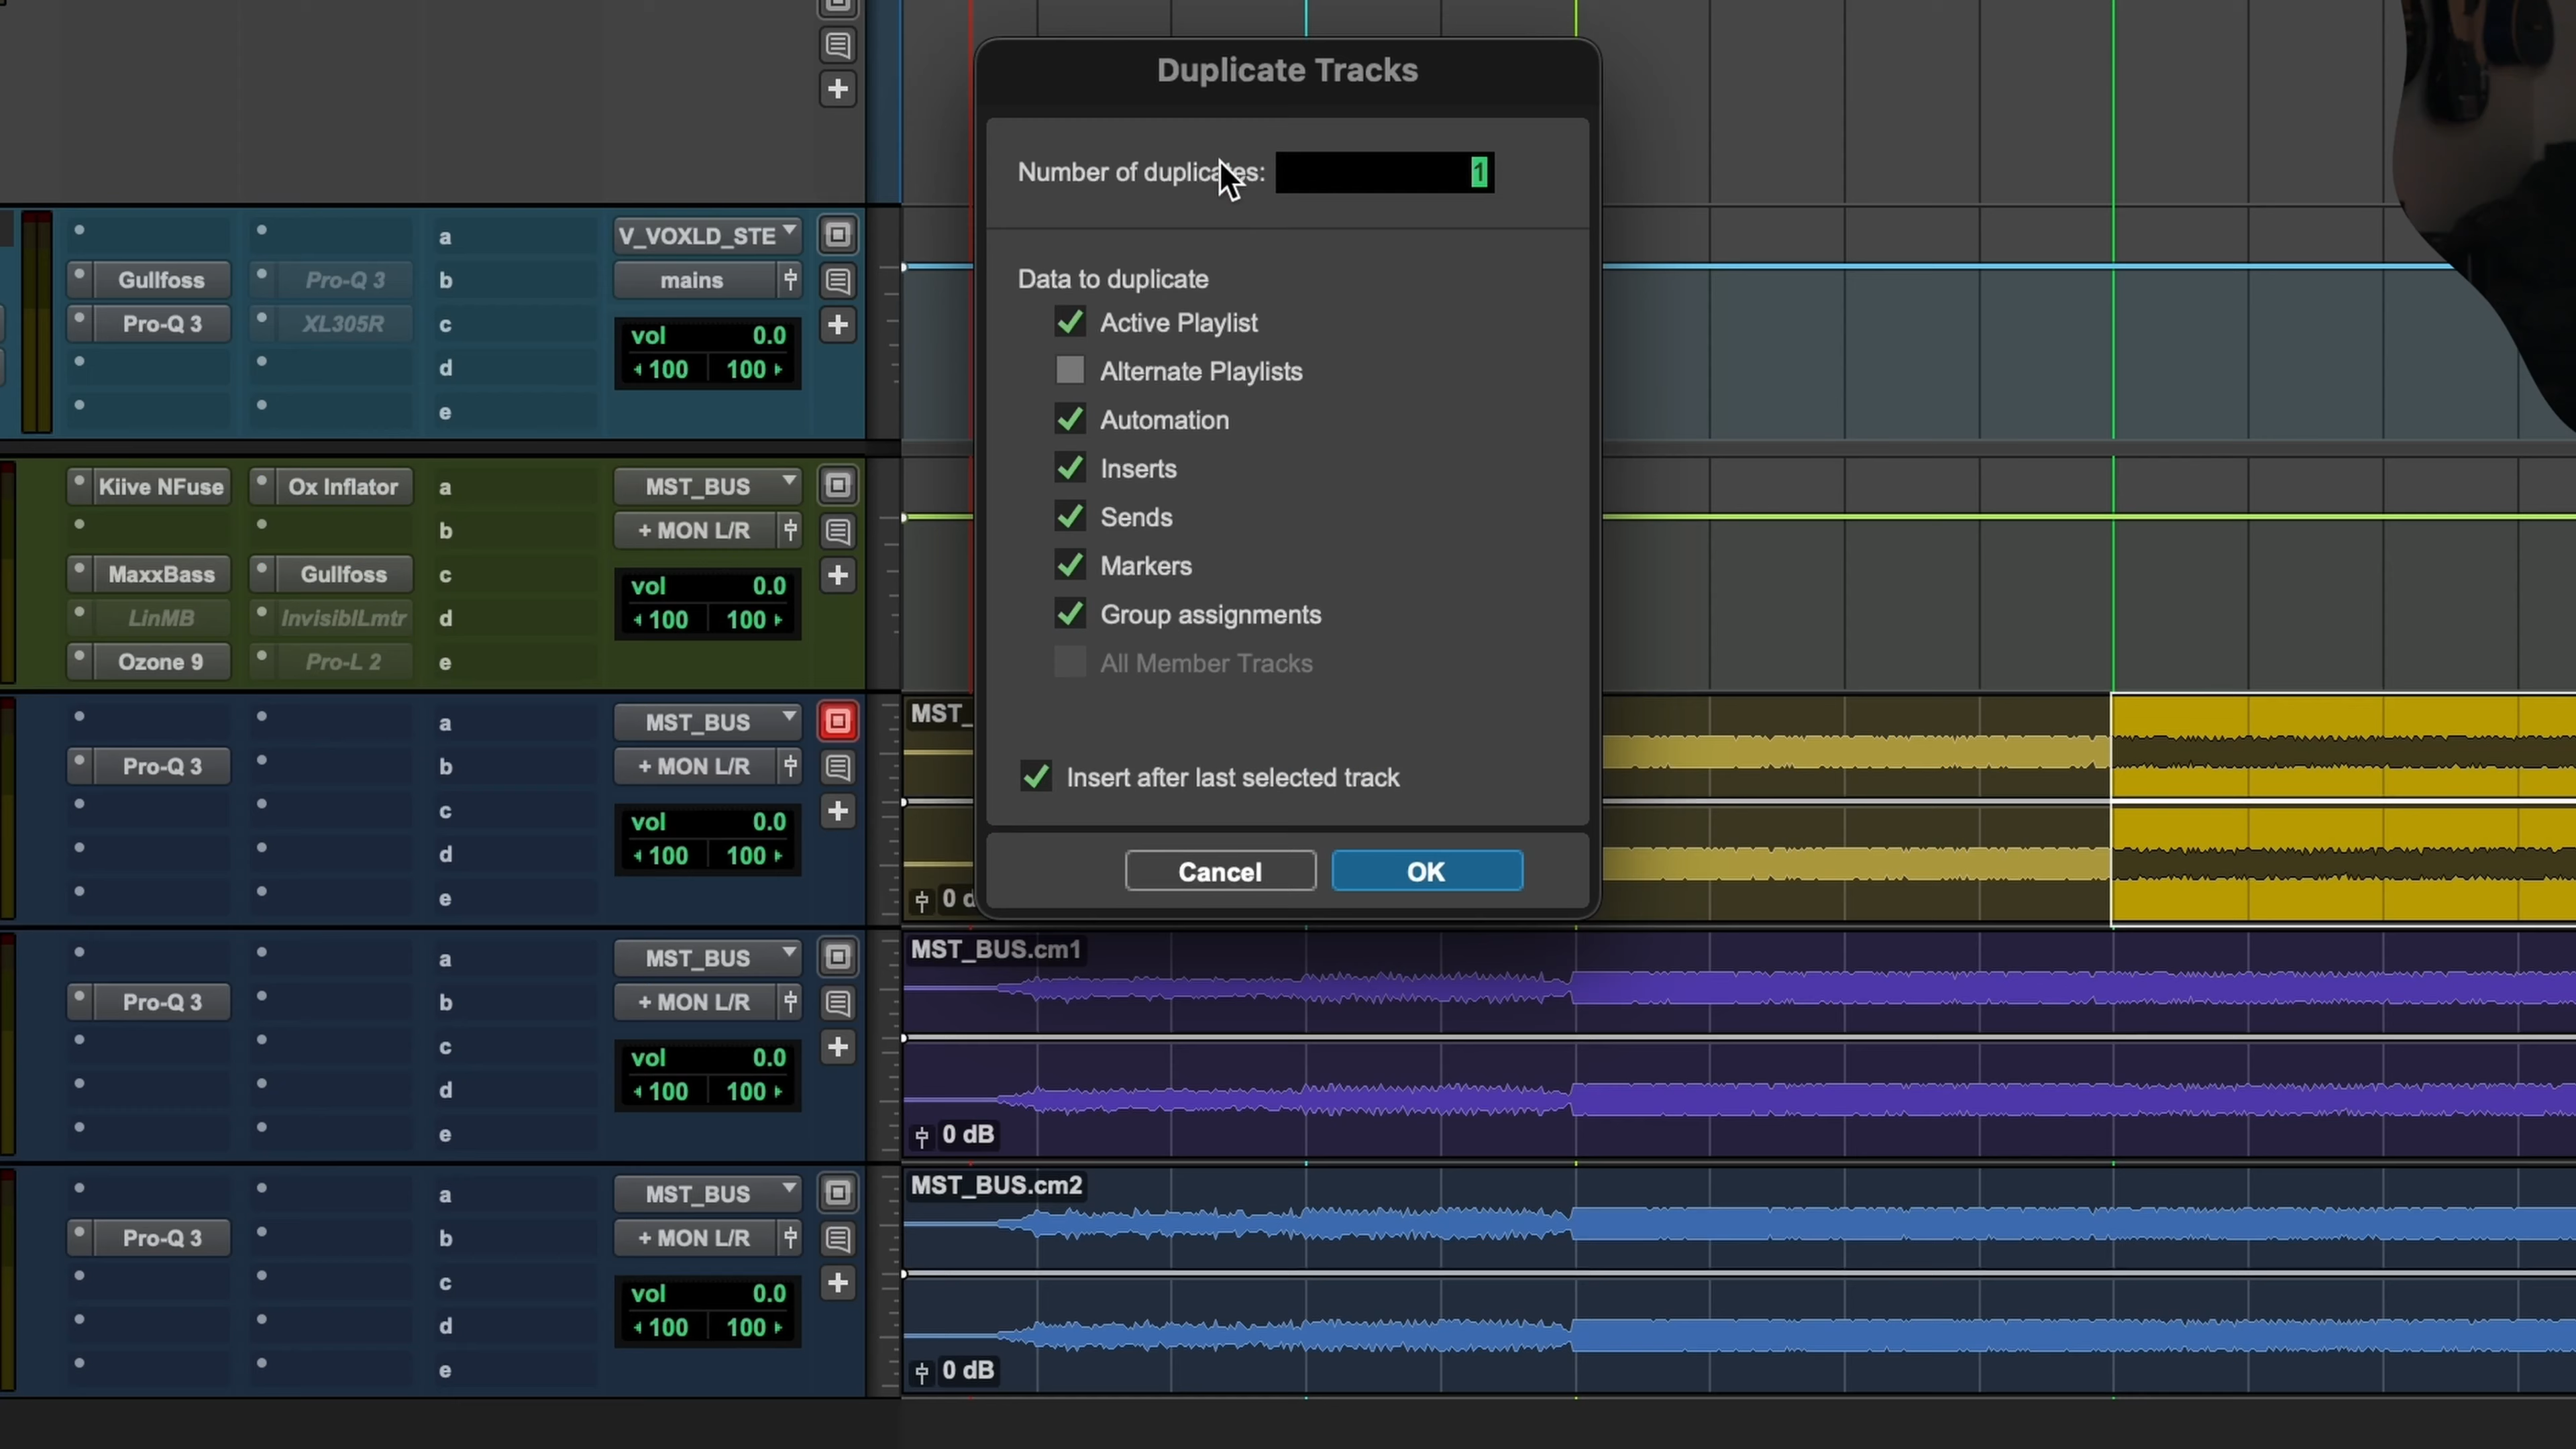 Duplicate Tracks
Number of duplicates: 1
Data to duplicate
Active Playlist
Alternate Playlists
Automation
Inserts
Sends
Markers
Group assignments
All Member Tracks
Insert after last selected track
Cancel OK
a V_VOXLD_STE
Gullfoss Pro-Q 3 b mains
Pro-Q 3 XL305R c vol 0.0
d 100 100
e
Kiive NFuse Ox Inflator a MST_BUS
b + MON L/R
MaxxBass Gullfoss c vol 0.0
LinMB InvisiblLmtr d 100 100
Ozone 9 Pro-L 2 e
a MST_BUS MST_
Pro-Q 3 b + MON L/R
c vol 0.0
d 100 100
e 0 d
a MST_BUS MST_BUS.cm1
Pro-Q 3 b + MON L/R
c vol 0.0
d 100 100
e 0 dB
a MST_BUS MST_BUS.cm2
Pro-Q 3 b + MON L/R
c vol 0.0
d 100 100
e 0 dB